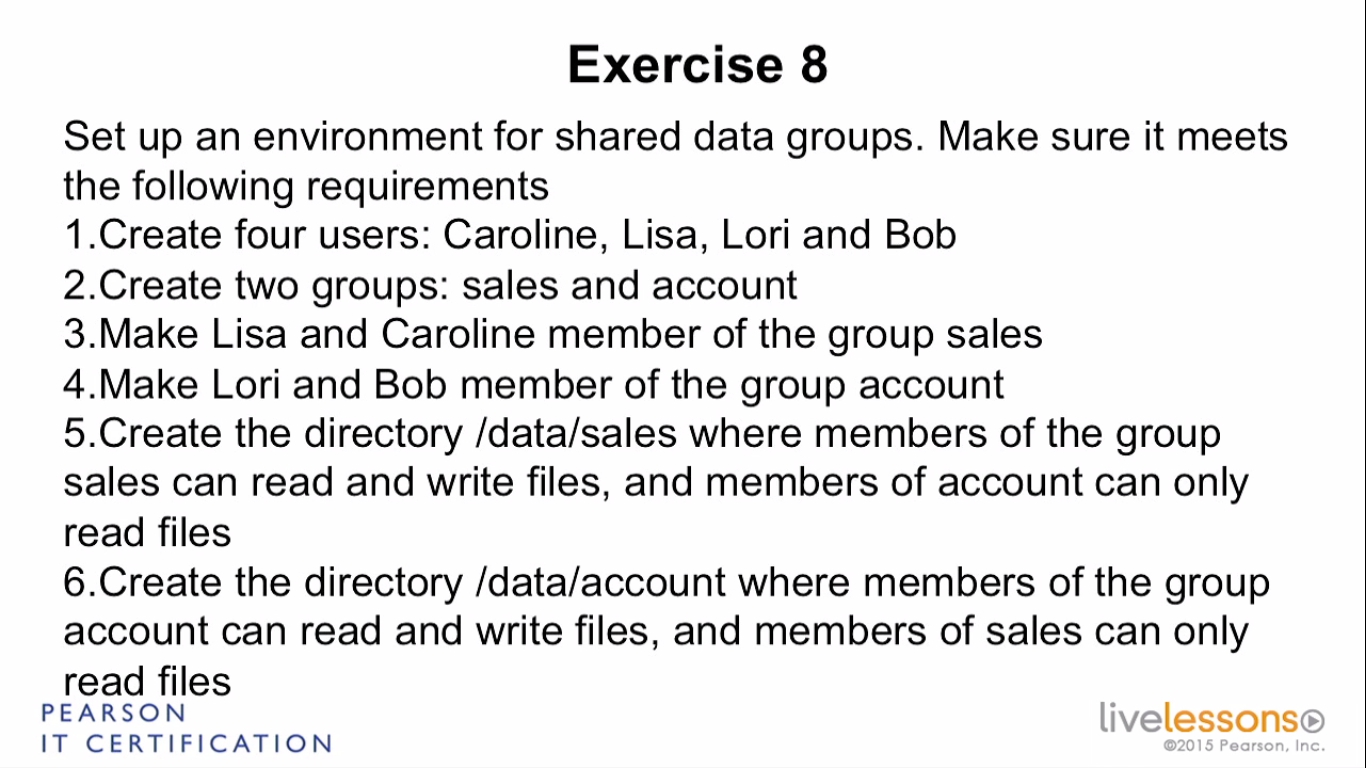 Exercise 8
Set up an environment for shared data groups. Make sure it meets
the following requirements
1.Create four users: Caroline, Lisa, Lori and Bob
2.Create two groups: sales and account
3.Make Lisa and Caroline member of the group sales
4.Make Lori and Bob member of the group account
5.Create the directory /data/sales where members of the group
sales can read and write files, and members of account can only
read files
6.Create the directory /data/account where members of the group
account can read and write files, and members of sales can only
read files
PEARSON
IT CERTIFICATION
livelessons
©2015 Pearson, Inc.